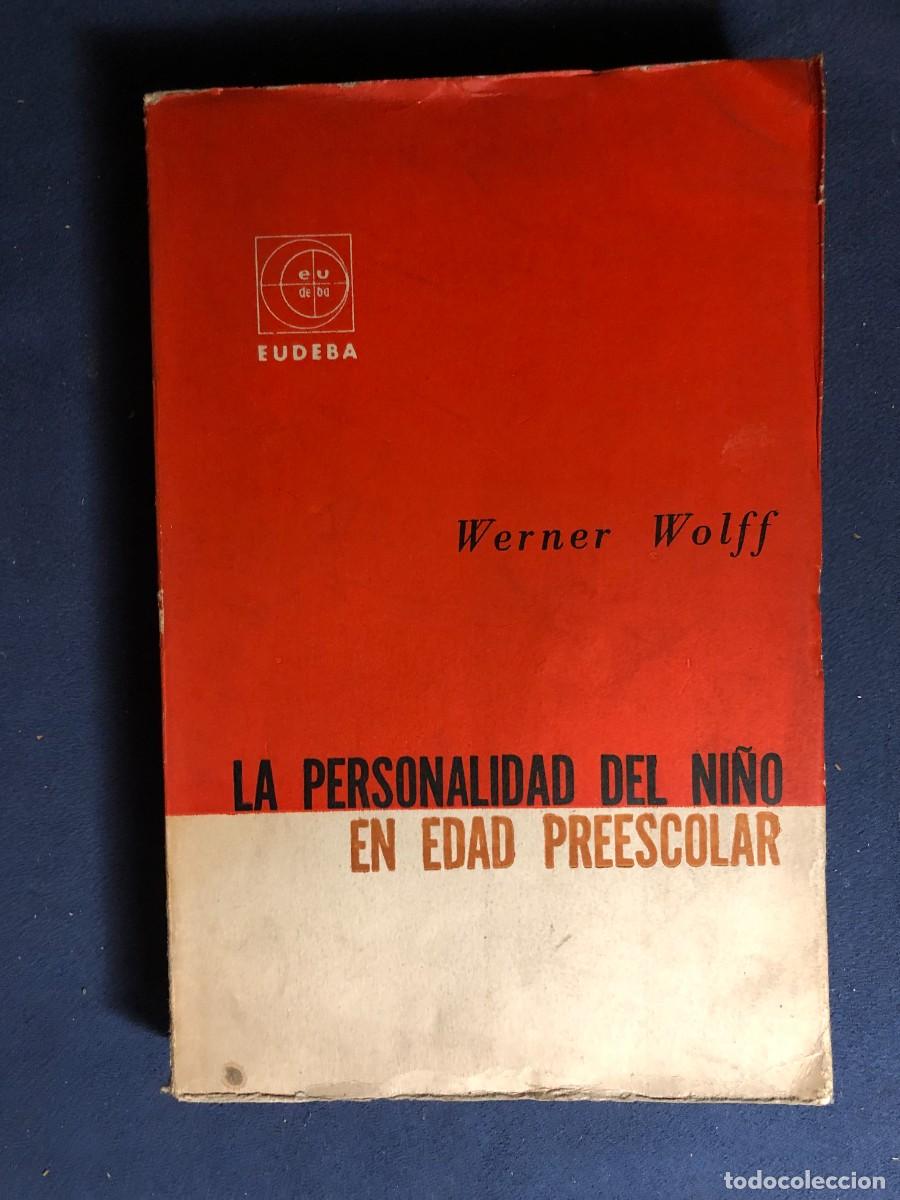 eu
de ba
EUDEBA
Werner Wolff
LA PERSONALIDAD DEL NIÑO
EN EDAD PREESCOLAR
todocoleccion